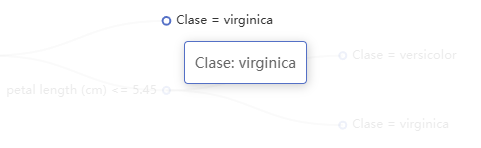 Clase = virginica
Clase: virginica
Clase = versicolor
petal length (cm) <= 5.45
Clase = virginica